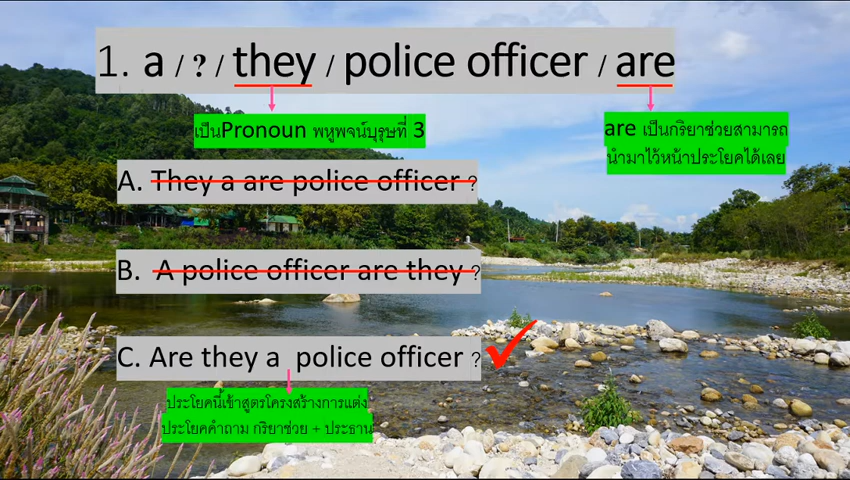 1. a / ? / they / police officer / are
เป็นPronoun พหูพจน์บุรุษที่ 3
are เป็นกริยาช่วยสามารถ
นำมาไว้หน้าประโยคได้เลย
A. They a are police officer ?
B. A police officer are they ?
C. Are they a police officer ?
ประโยคนี้เข้าสูตรโครงสร้างการแต่ง
ประโยคคำถาม กริยาช่วย + ประธาน